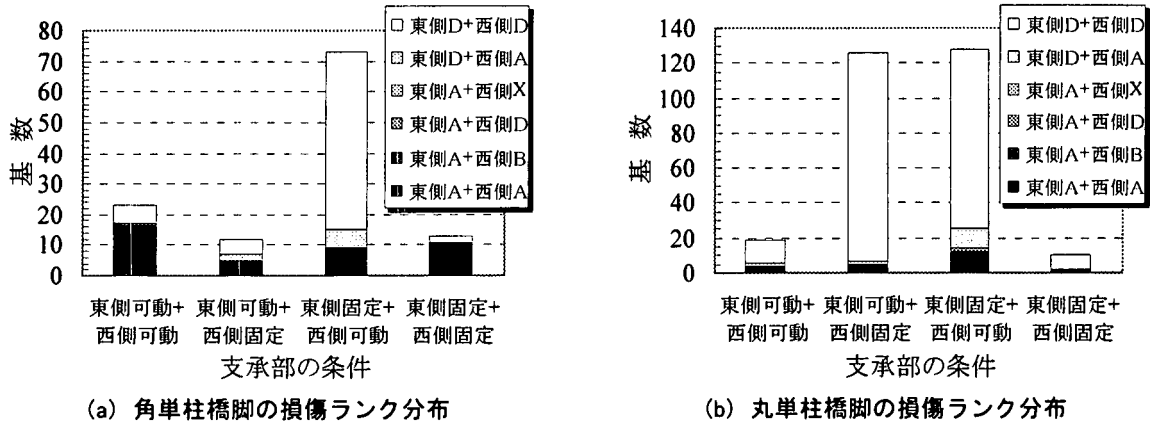 80
70
60
50
40
30
20
10
0
基数
東側D+西側D
東側D+西側A
東側A+西側X
東側A+西側D
東側A+西側B
東側A+西側A
東側可動+
西側可動
東側可動+
西側固定
東側固定+
西側可動
東側固定+
西側固定
支承部の条件
(a) 角単柱橋脚の損傷ランク分布
140
120
100
80
60
40
20
0
基数
東側D+西側D
東側D+西側A
東側A+西側X
東側A+西側D
東側A+西側B
東側A+西側A
東側可動+
西側可動
東側可動+
西側固定
東側固定+
西側可動
東側固定+
西側固定
支承部の条件
(b) 丸単柱橋脚の損傷ランク分布